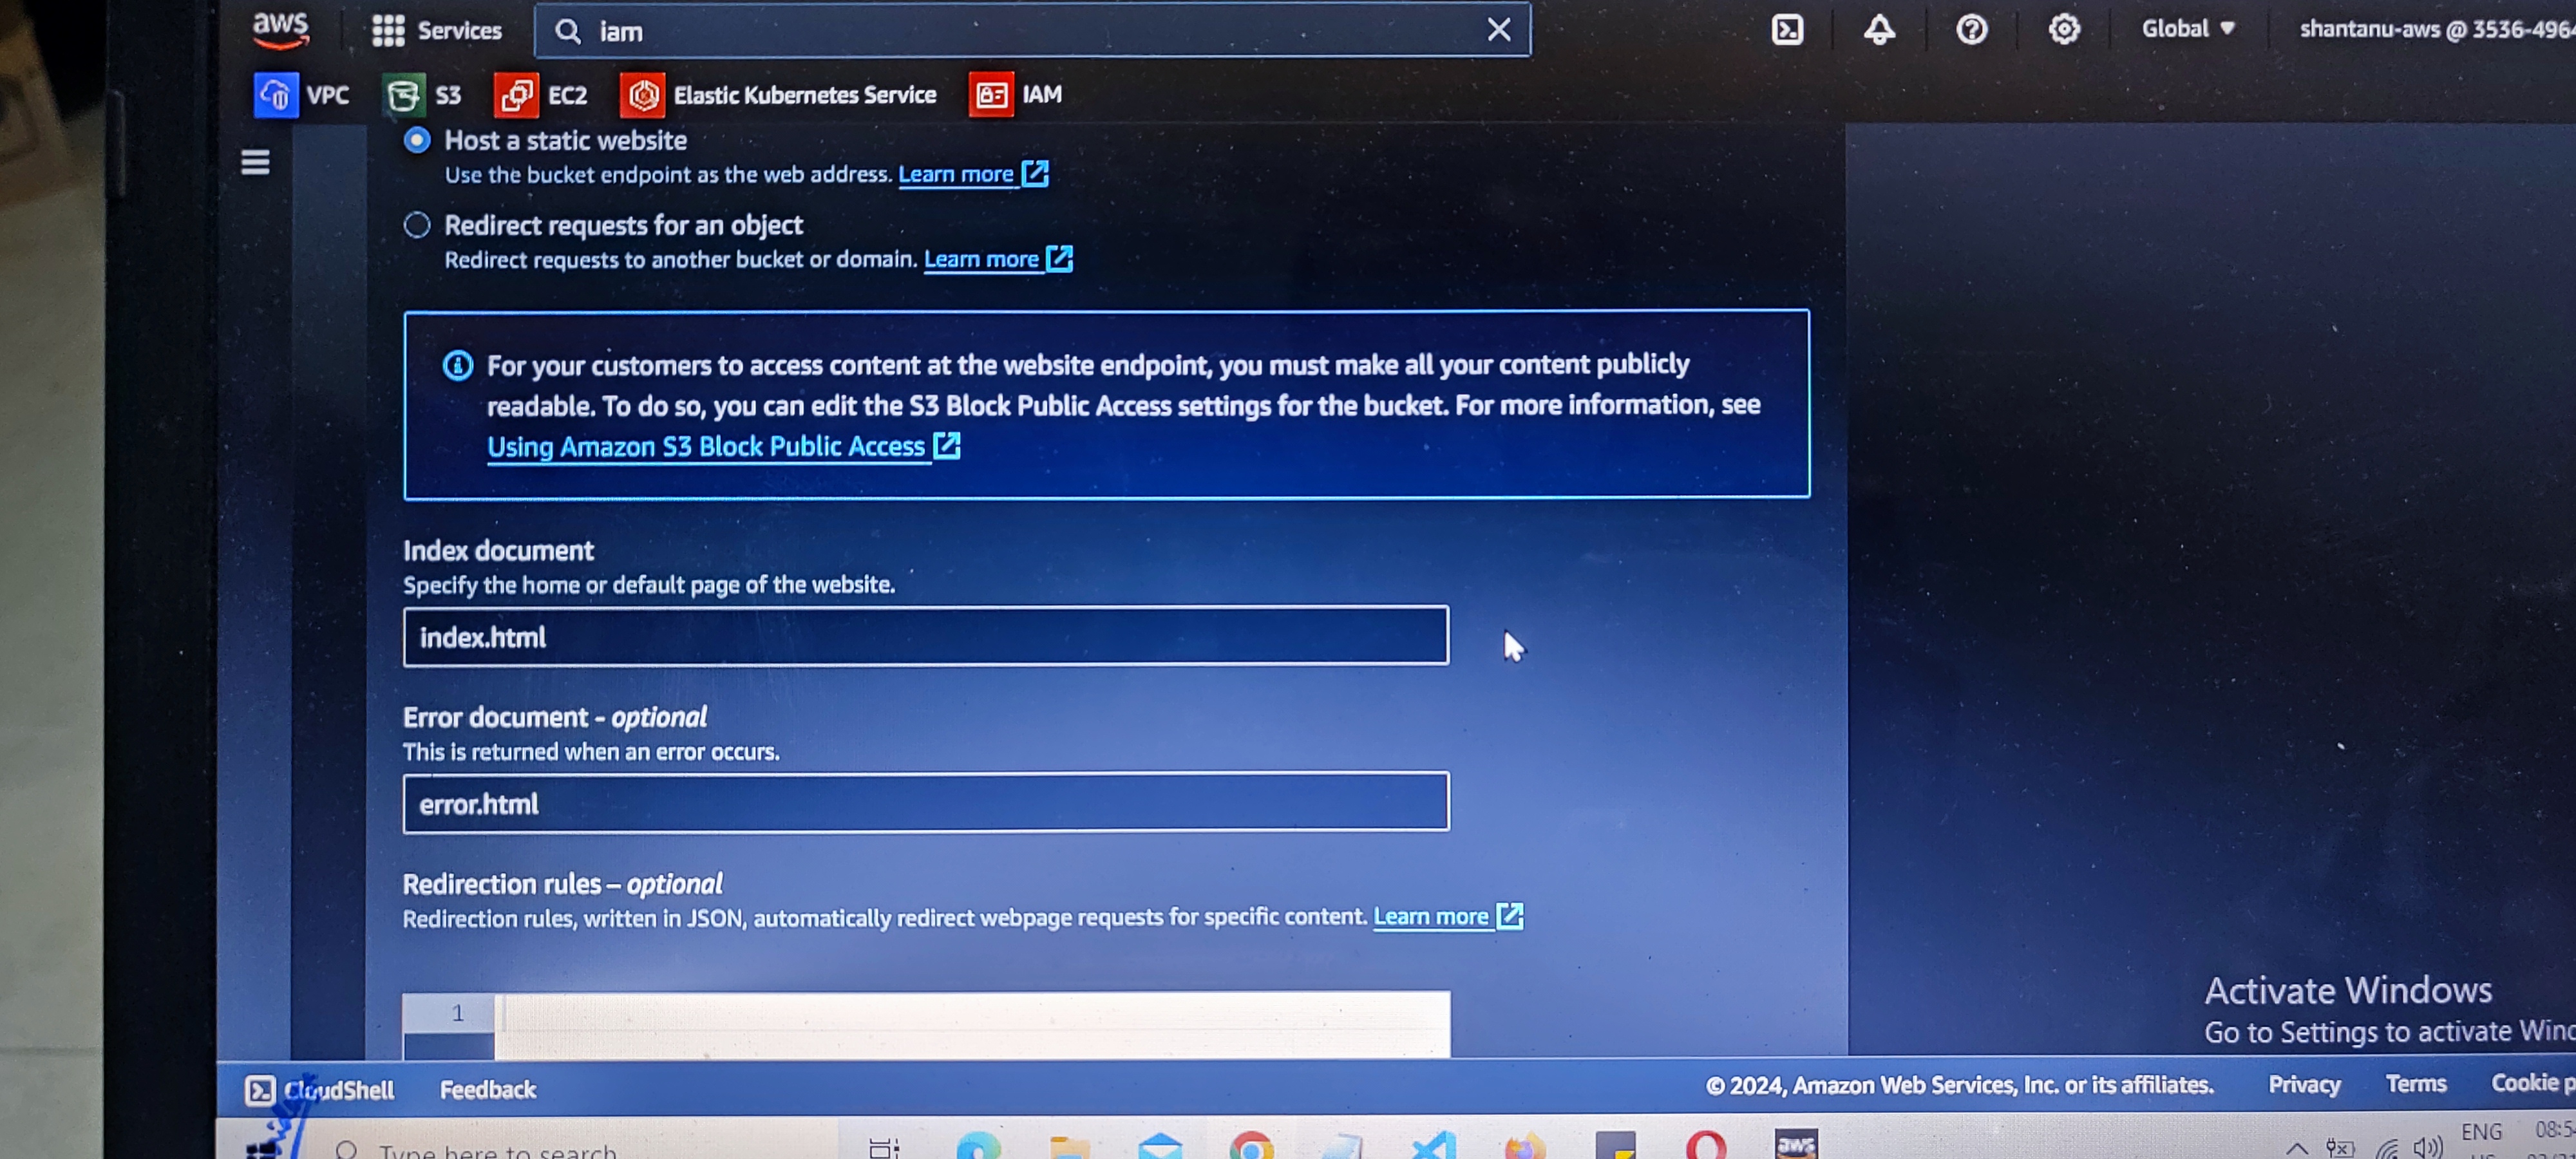 aws Services iam Global shantanu-aws @ 3536-496
VPC S3 EC2 Elastic Kubernetes Service IAM
Host a static website
Use the bucket endpoint as the web address. Learn more
Redirect requests for an object
Redirect requests to another bucket or domain. Learn more
For your customers to access content at the website endpoint, you must make all your content publicly
readable. To do so, you can edit the S3 Block Public Access settings for the bucket. For more information, see
Using Amazon S3 Block Public Access
Index document
Specify the home or default page of the website.
index.html
Error document - optional
This is returned when an error occurs.
error.html
Redirection rules – optional
Redirection rules, written in JSON, automatically redirect webpage requests for specific content. Learn more
1
Activate Windows
Go to Settings to activate Win
CloudShell Feedback © 2024, Amazon Web Services, Inc. or its affiliates. Privacy Terms Cookie p
Type here to search aws ENG 08:5